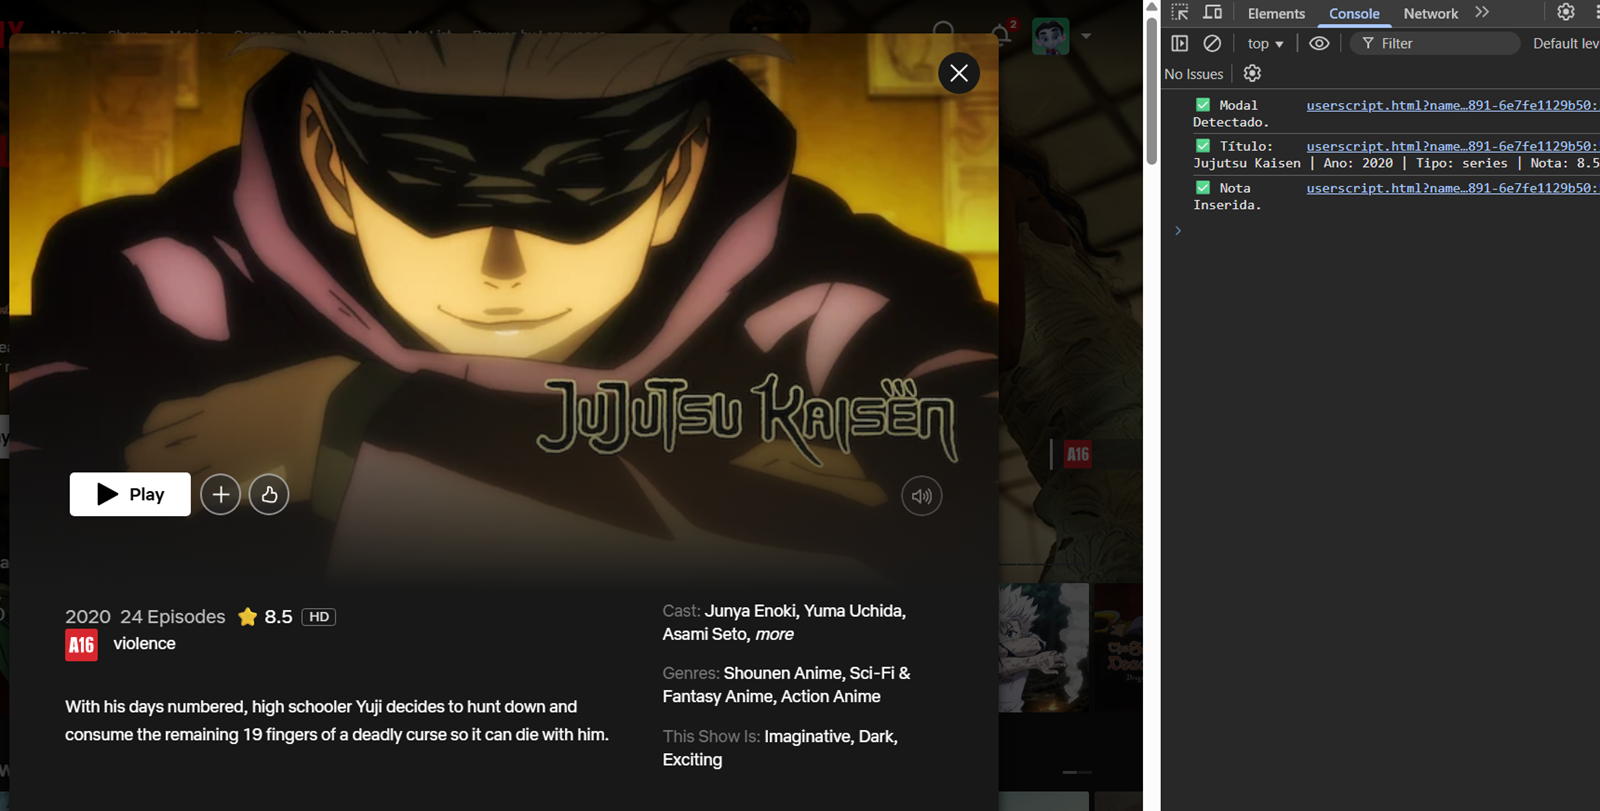 2
JUJUTSU KAISEN
A16
Play
2020 24 Episodes 8.5 HD
A16 violence
With his days numbered, high schooler Yuji decides to hunt down and
consume the remaining 19 fingers of a deadly curse so it can die with him.
Cast: Junya Enoki, Yuma Uchida,
Asami Seto, more
Genres: Shounen Anime, Sci-Fi &
Fantasy Anime, Action Anime
This Show Is: Imaginative, Dark,
Exciting
Elements Console Network
top Filter Default lev
No Issues
Modal userscript.html?name…891-6e7fe1129b50:
Detectado.
Título: userscript.html?name…891-6e7fe1129b50:
Jujutsu Kaisen | Ano: 2020 | Tipo: series | Nota: 8.5
Nota userscript.html?name…891-6e7fe1129b50:
Inserida.